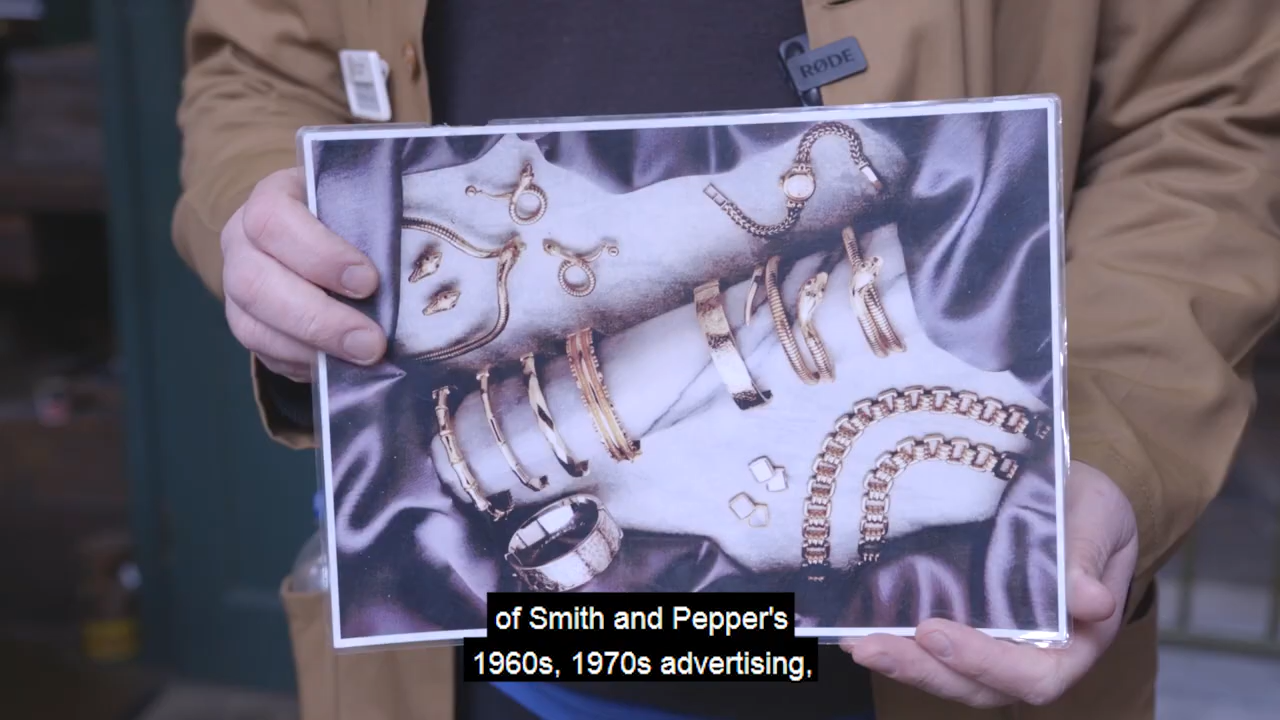 RØDE
of Smith and Pepper's
1960s, 1970s advertising,